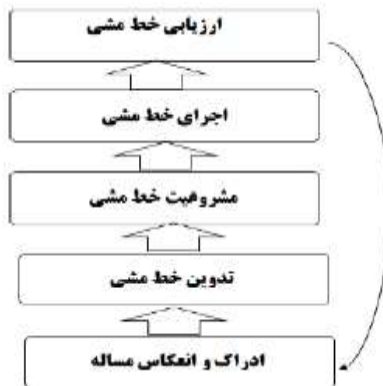 ارزیابی خط مشی
اجرای خط مشی
مشروعیت خط مشی
تدوین خط مشی
ادراک و انعکاس مساله